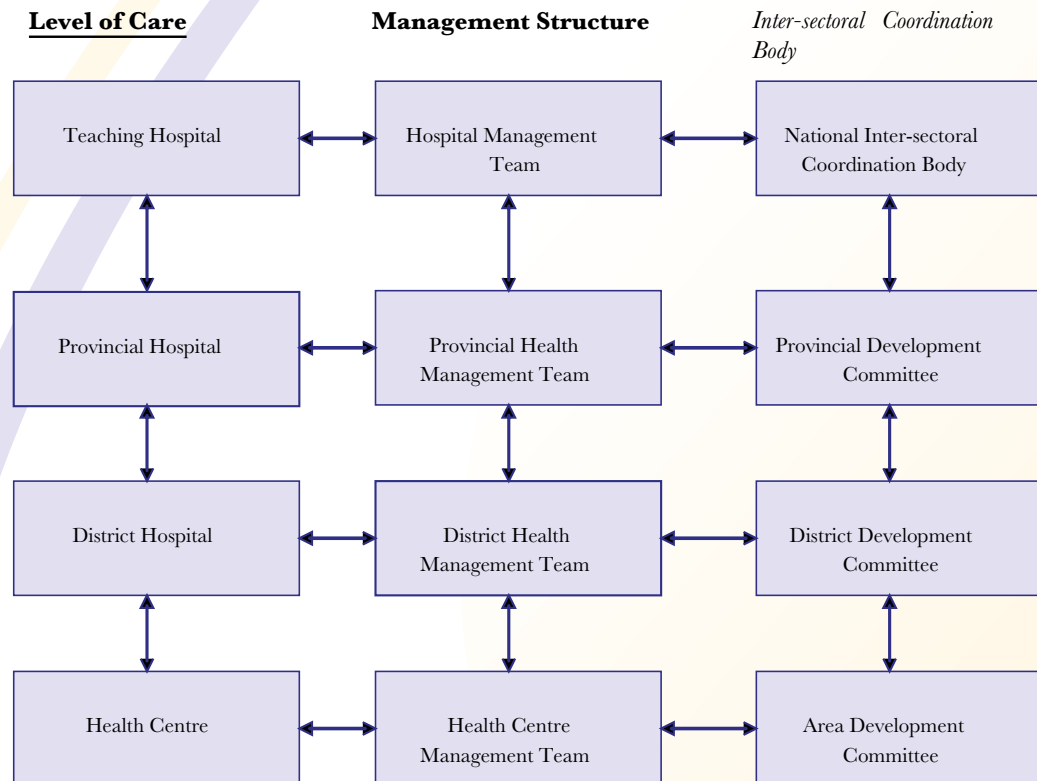 Level of Care
Management Structure
Inter-sectoral Coordination
Body
Teaching Hospital
Hospital Management
Team
National Inter-sectoral
Coordination Body
Provincial Hospital
Provincial Health
Management Team
Provincial Development
Committee
District Hospital
District Health
Management Team
District Development
Committee
Health Centre
Health Centre
Management Team
Area Development
Committee